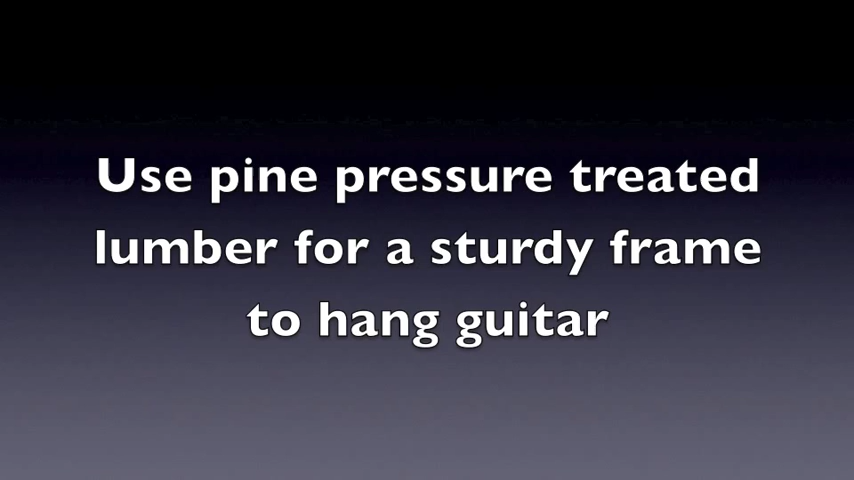 Use pine pressure treated
lumber for a sturdy frame
to hang guitar